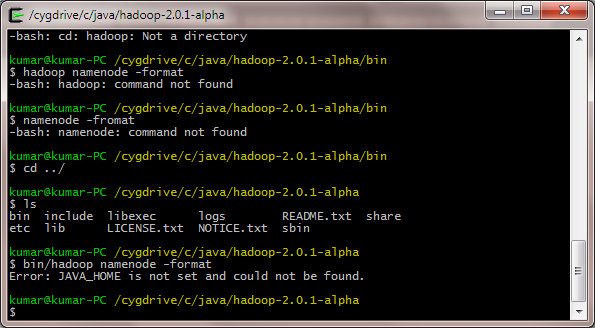 /cygdrive/c/java/hadoop-2.0.1-alpha
-bash: cd: hadoop: Not a directory
kumar@kumar-PC /cygdrive/c/java/hadoop-2.0.1-alpha/bin
$ hadoop namenode -format
-bash: hadoop: command not found
kumar@kumar-PC /cygdrive/c/java/hadoop-2.0.1-alpha/bin
$ namenode -fromat
-bash: namenode: command not found
kumar@kumar-PC /cygdrive/c/java/hadoop-2.0.1-alpha/bin
$ cd ../
kumar@kumar-PC /cygdrive/c/java/hadoop-2.0.1-alpha
$ ls
bin  include  libexec      logs        README.txt  share
etc  lib      LICENSE.txt  NOTICE.txt  sbin
kumar@kumar-PC /cygdrive/c/java/hadoop-2.0.1-alpha
$ bin/hadoop namenode -format
Error: JAVA_HOME is not set and could not be found.
kumar@kumar-PC /cygdrive/c/java/hadoop-2.0.1-alpha
$